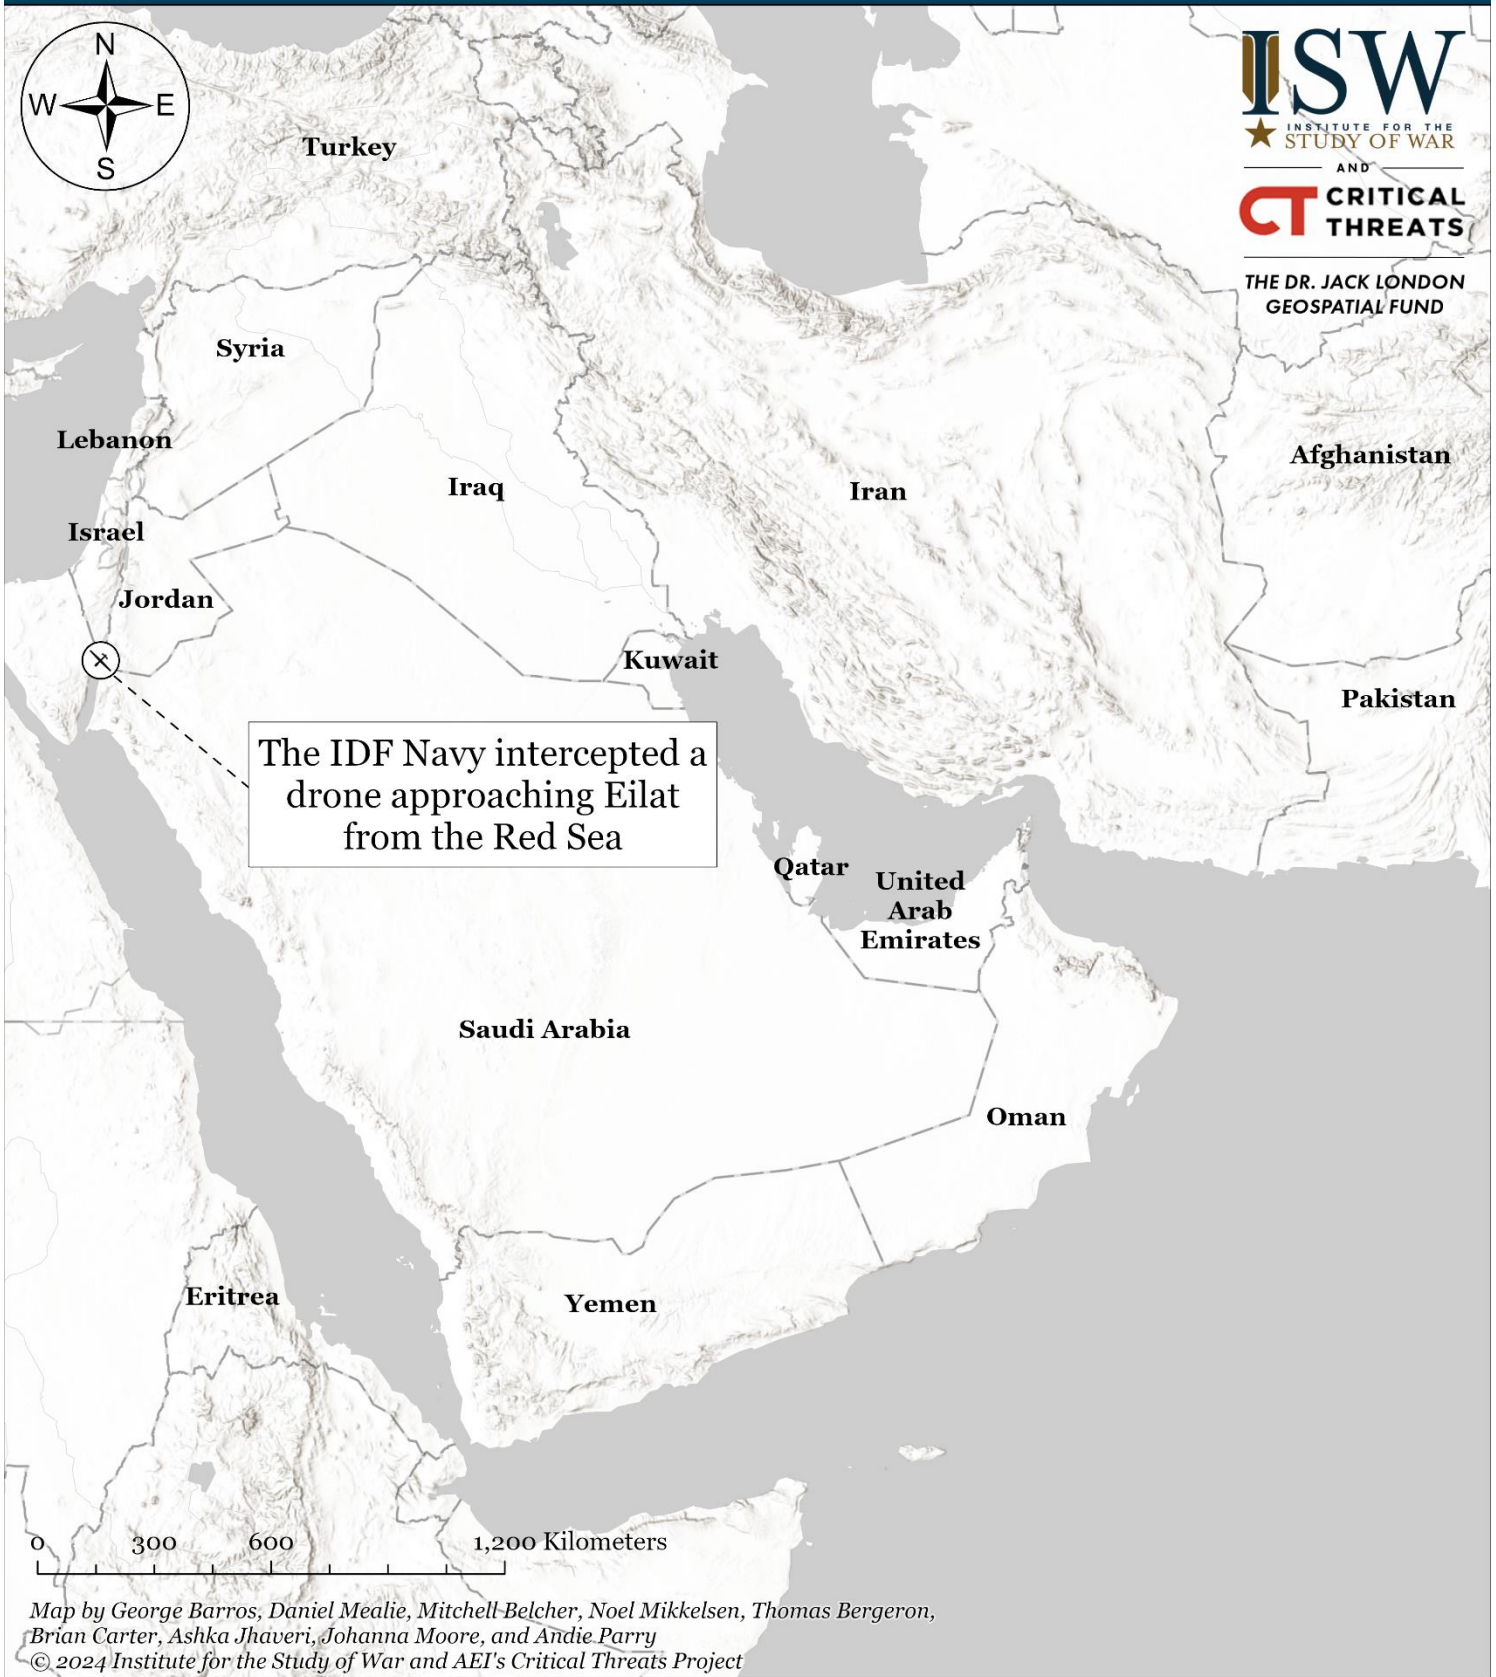 N
W E
S
ISW
INSTITUTE FOR THE
STUDY OF WAR
AND
CT CRITICAL
THREATS
THE DR. JACK LONDON
GEOSPATIAL FUND
Turkey
Syria
Lebanon
Afghanistan
Iraq
Iran
Israel
Jordan
Kuwait
Pakistan
The IDF Navy intercepted a
drone approaching Eilat
from the Red Sea
Qatar
United
Arab
Emirates
Saudi Arabia
Oman
Eritrea
Yemen
0 300 600 1,200 Kilometers
Map by George Barros, Daniel Mealie, Mitchell Belcher, Noel Mikkelsen, Thomas Bergeron,
Brian Carter, Ashka Jhaveri, Johanna Moore, and Andie Parry
© 2024 Institute for the Study of War and AEI's Critical Threats Project